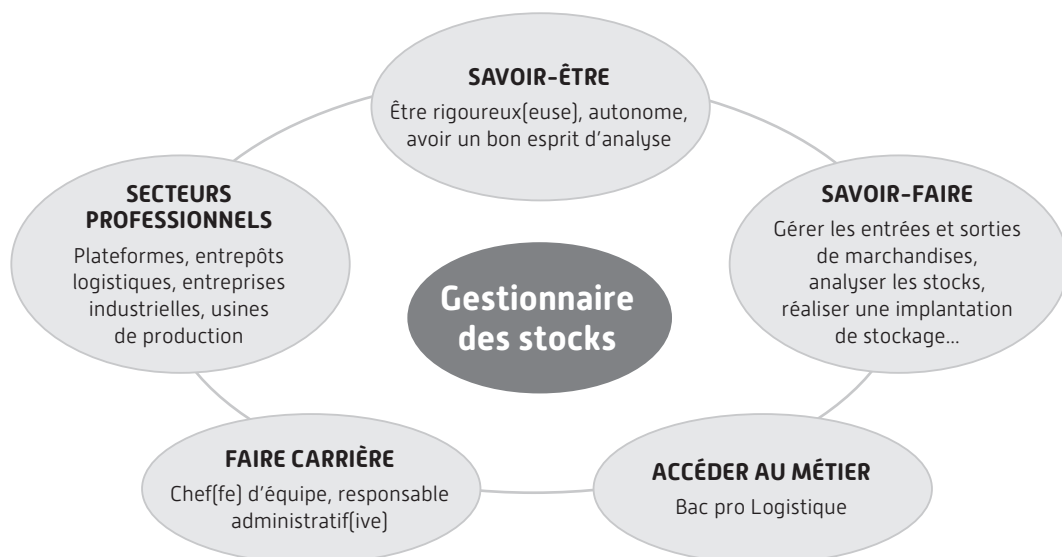 SAVOIR-ÊTRE
Être rigoureux(euse), autonome,
avoir un bon esprit d'analyse
SECTEURS
PROFESSIONNELS
Plateformes, entrepôts
logistiques, entreprises
industrielles, usines
de production
SAVOIR-FAIRE
Gérer les entrées et sorties
de marchandises,
analyser les stocks,
réaliser une implantation
de stockage...
Gestionnaire
des stocks
FAIRE CARRIÈRE
Chef(fe) d'équipe, responsable
administratif(ive)
ACCÉDER AU MÉTIER
Bac pro Logistique